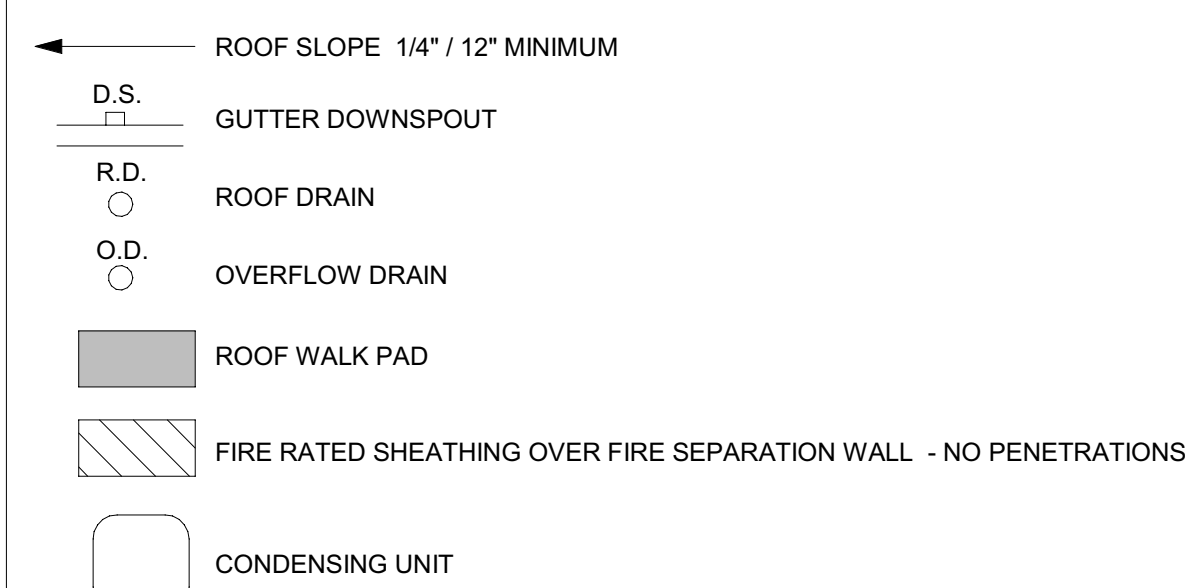 ROOF SLOPE 1/4" / 12" MINIMUM
D.S.
GUTTER DOWNSPOUT
R.D.
ROOF DRAIN
O.D.
OVERFLOW DRAIN
ROOF WALK PAD
FIRE RATED SHEATHING OVER FIRE SEPARATION WALL - NO PENETRATIONS
CONDENSING UNIT